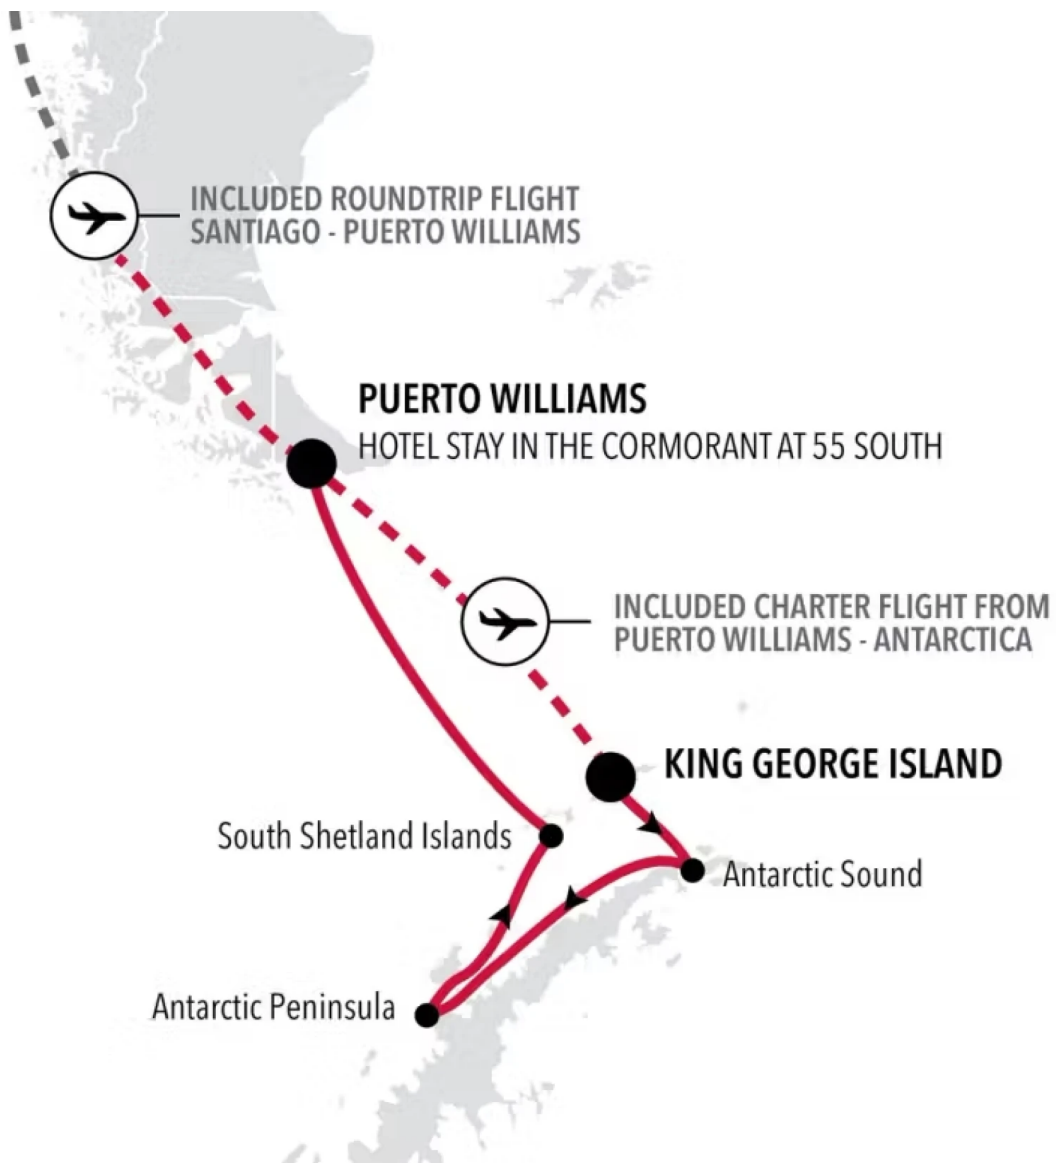 INCLUDED ROUNDTRIP FLIGHT
SANTIAGO - PUERTO WILLIAMS
PUERTO WILLIAMS
HOTEL STAY IN THE CORMORANT AT 55 SOUTH
INCLUDED CHARTER FLIGHT FROM
PUERTO WILLIAMS - ANTARCTICA
KING GEORGE ISLAND
South Shetland Islands
Antarctic Sound
Antarctic Peninsula